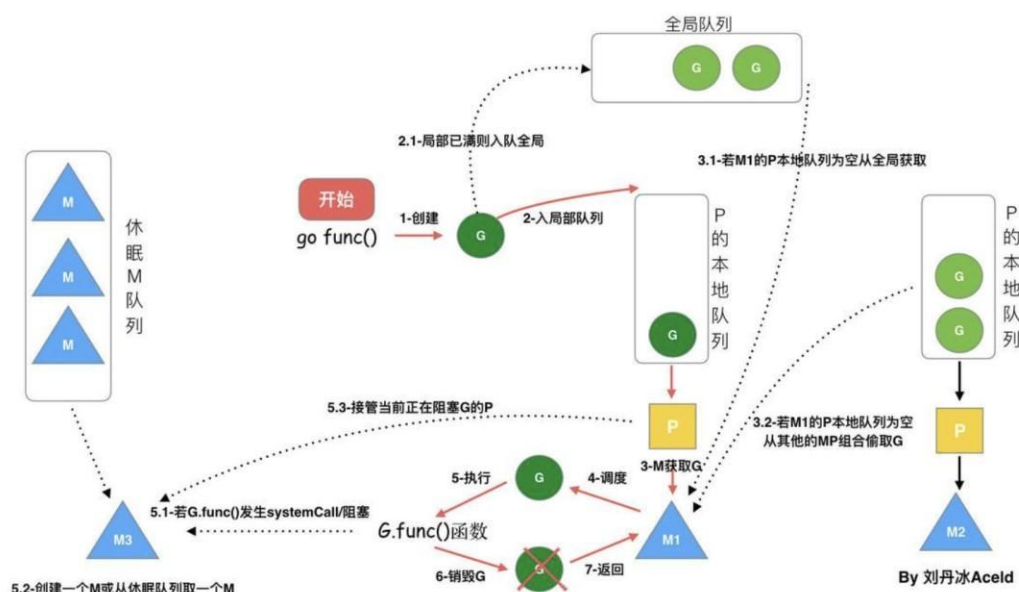 全局队列
G G
2.1-局部已满则入队全局
3.1-若M1的P本地队列为空从全局获取
开始
1-创建
2-入局部队列
go func()
G
M
M
M
休眠M队列
P的本地队列
G
P的本地队列
G
G
5.3-接管当前正在阻塞G的P
P
3.2-若M1的P本地队列为空
从其他的MP组合偷取G
P
3-M获取G
5-执行
G
4-调度
5.1-若G.func()发生systemCall/阻塞
G.func()函数
M3
M1
M2
6-销毁G
G
7-返回
5.2-创建一个M或从休眠队列取一个M
By 刘丹冰Aceld